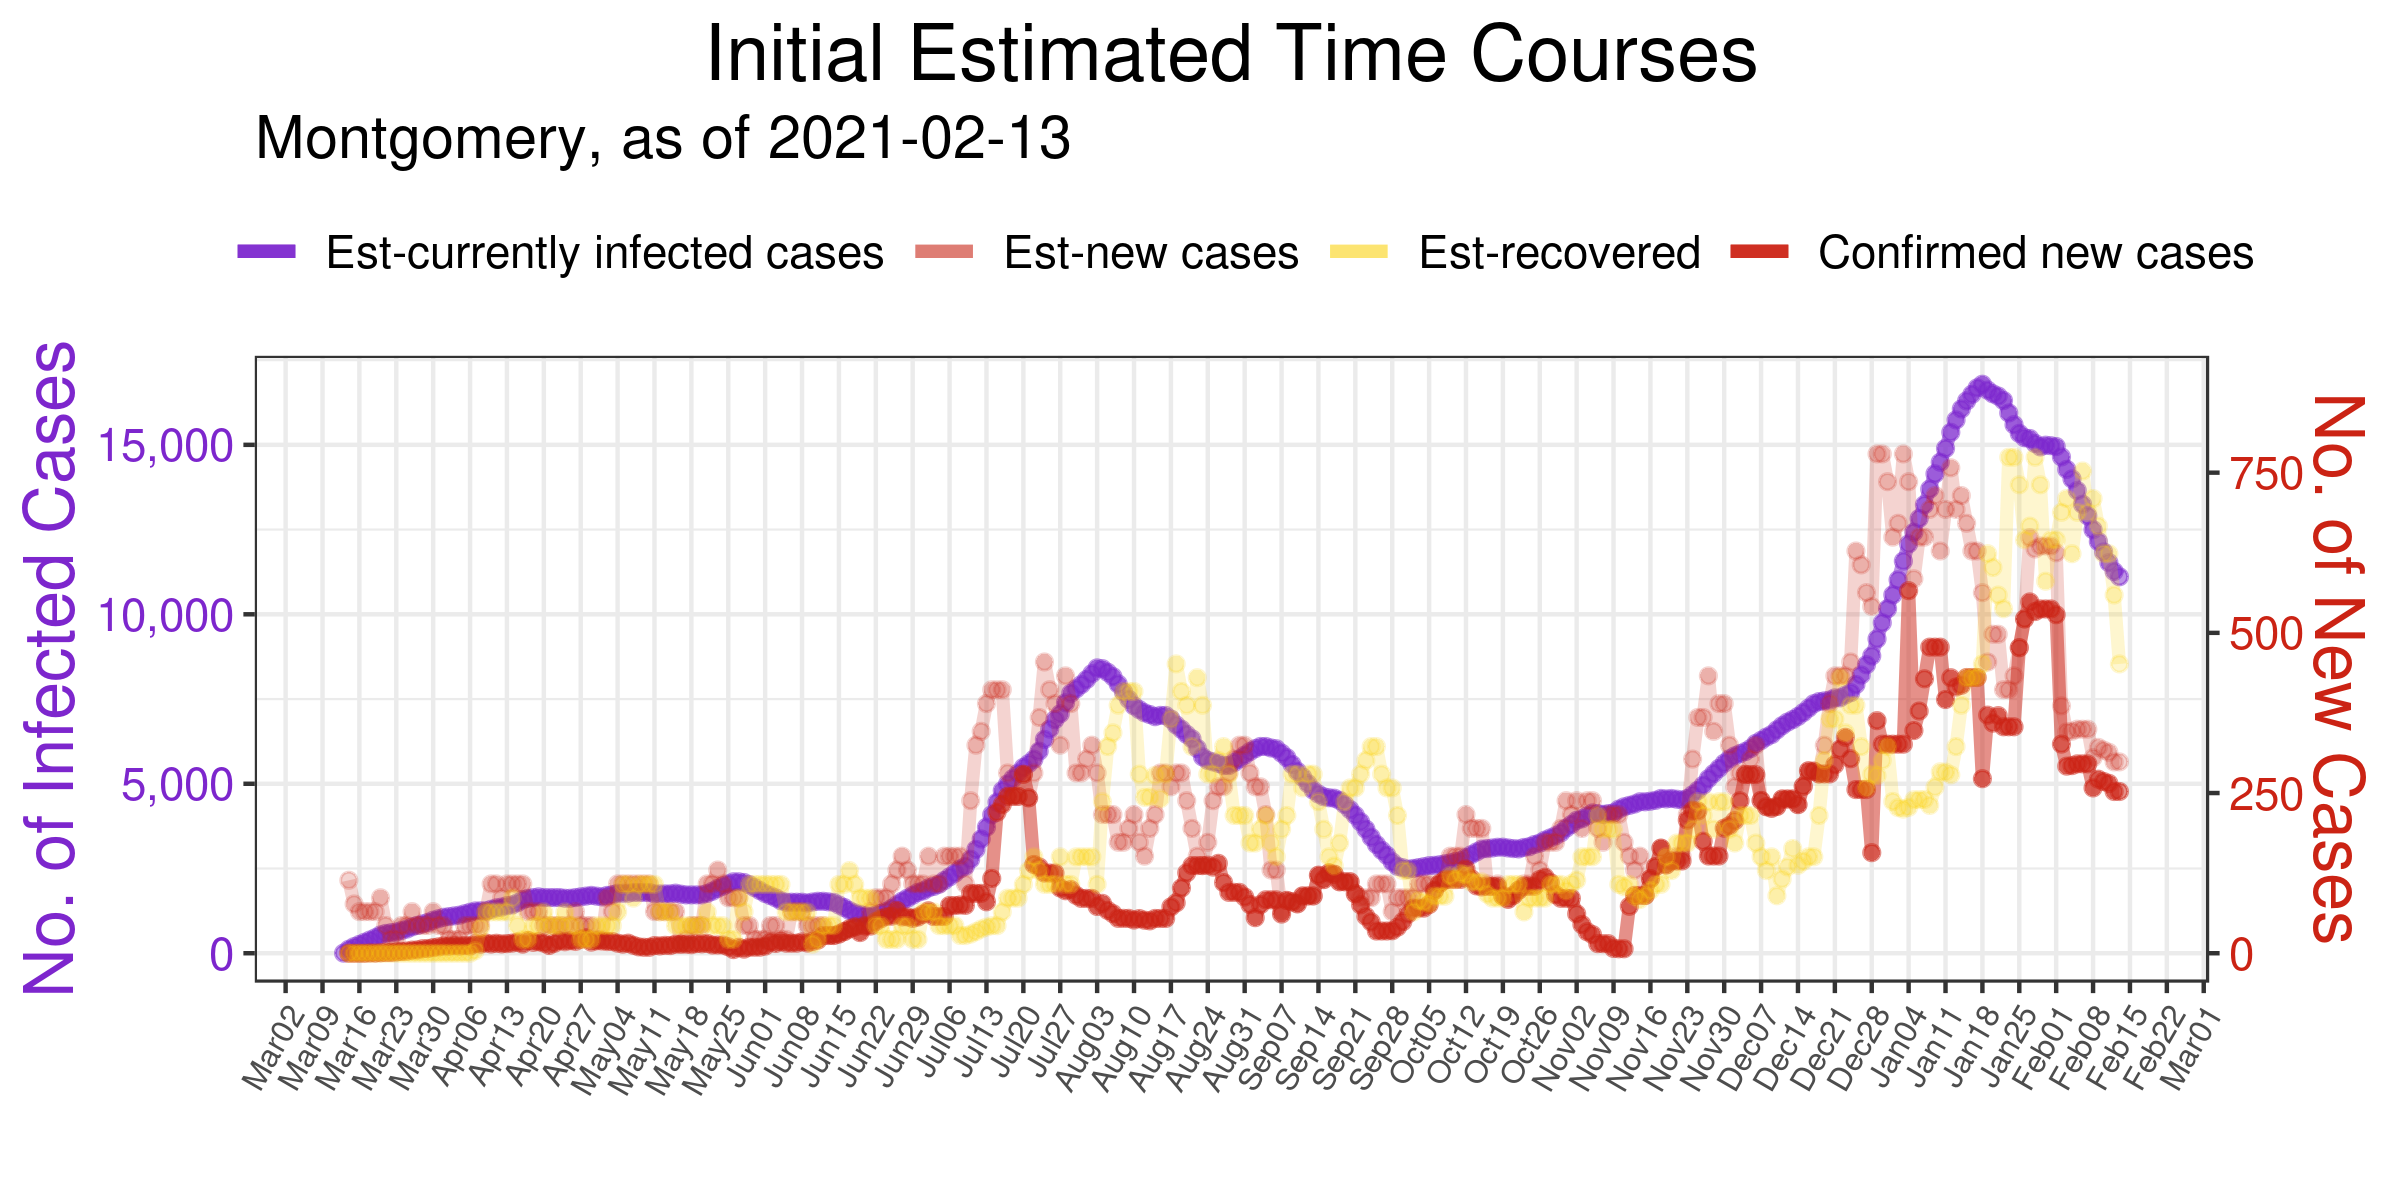 Initial Estimated Time Courses
Montgomery, as of 2021-02-13
Est-currently infected cases
Est-new cases
Est-recovered
Confirmed new cases
No. of Infected Cases
15,000
10,000
5,000
0
No. of New Cases
750
500
250
0
Mar02
Mar09
Mar16
Mar23
Mar30
Apr06
Apr13
Apr20
Apr27
May04
May11
May18
May25
Jun01
Jun08
Jun15
Jun22
Jun29
Jul06
Jul13
Jul20
Jul27
Aug03
Aug10
Aug17
Aug24
Aug31
Sep07
Sep14
Sep21
Sep28
Oct05
Oct12
Oct19
Oct26
Nov02
Nov09
Nov16
Nov23
Nov30
Dec07
Dec14
Dec21
Dec28
Jan04
Jan11
Jan18
Jan25
Feb01
Feb08
Feb15
Feb22
Mar01